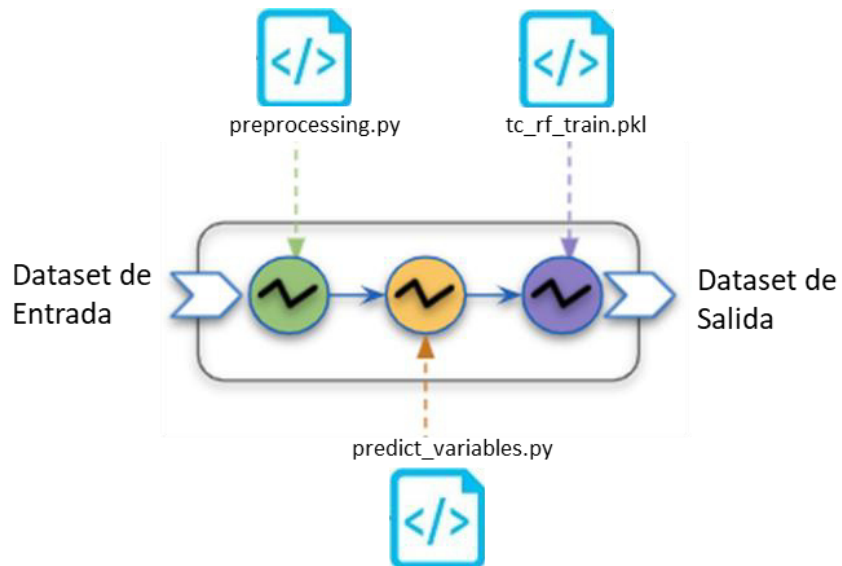 </>
</>
preprocessing.py
tc_rf_train.pkl
Dataset de
Entrada
Dataset de
Salida
predict_variables.py
</>